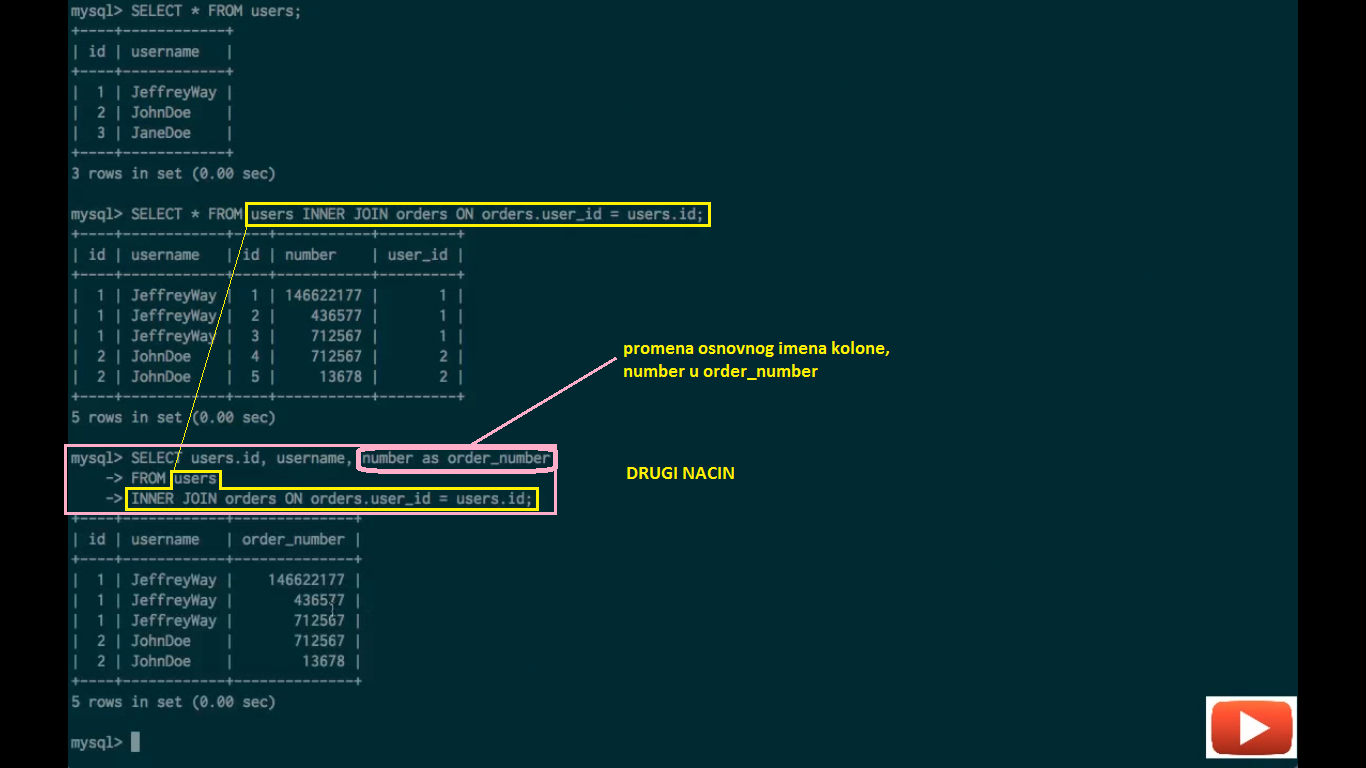 mysql> SELECT * FROM users;
+----+------------+
| id | username   |
+----+------------+
|  1 | JeffreyWay |
|  2 | JohnDoe    |
|  3 | JaneDoe    |
+----+------------+
3 rows in set (0.00 sec)
mysql> SELECT * FROM users INNER JOIN orders ON orders.user_id = users.id;
+----+------------+----+-----------+---------+
| id | username   | id | number    | user_id |
+----+------------+----+-----------+---------+
|  1 | JeffreyWay |  1 | 146622177 |       1 |
|  1 | JeffreyWay |  2 |    436577 |       1 |
|  1 | JeffreyWay |  3 |    712567 |       1 |
|  2 | JohnDoe    |  4 |    712567 |       2 |
|  2 | JohnDoe    |  5 |     13678 |       2 |
+----+------------+----+-----------+---------+
5 rows in set (0.00 sec)
promena osnovnog imena kolone,
number u order_number
mysql> SELECT users.id, username, number as order_number
    -> FROM users
    -> INNER JOIN orders ON orders.user_id = users.id;
DRUGI NACIN
+----+------------+--------------+
| id | username   | order_number |
+----+------------+--------------+
|  1 | JeffreyWay |    146622177 |
|  1 | JeffreyWay |       436577 |
|  1 | JeffreyWay |       712567 |
|  2 | JohnDoe    |       712567 |
|  2 | JohnDoe    |        13678 |
+----+------------+--------------+
5 rows in set (0.00 sec)
mysql>